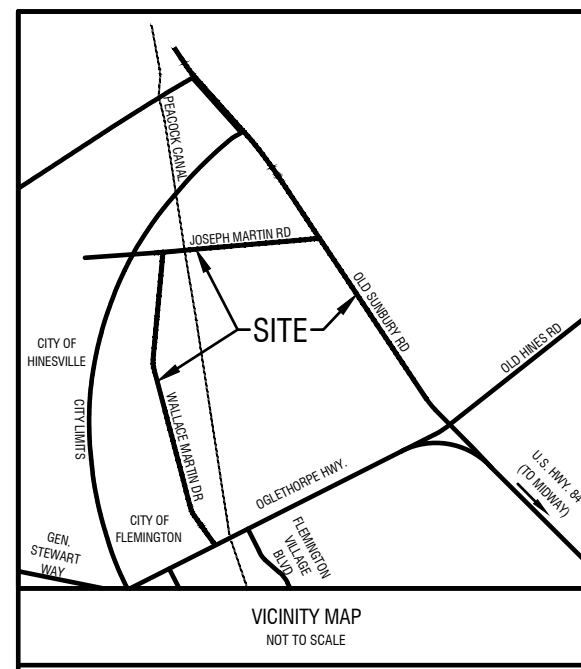 PEACOCK CANAL
JOSEPH MARTIN RD
OLD SUNBURY RD
SITE
CITY OF
HINESVILLE
OLD HINES RD
CITY LIMITS
WALLACE MARTIN DR
OGLETHORPE HWY.
U.S. HWY. 84
(TO MIDWAY)
CITY OF
FLEMINGTON
FLEMINGTON
VILLAGE
BLVD
GEN.
STEWART
WAY
VICINITY MAP
NOT TO SCALE